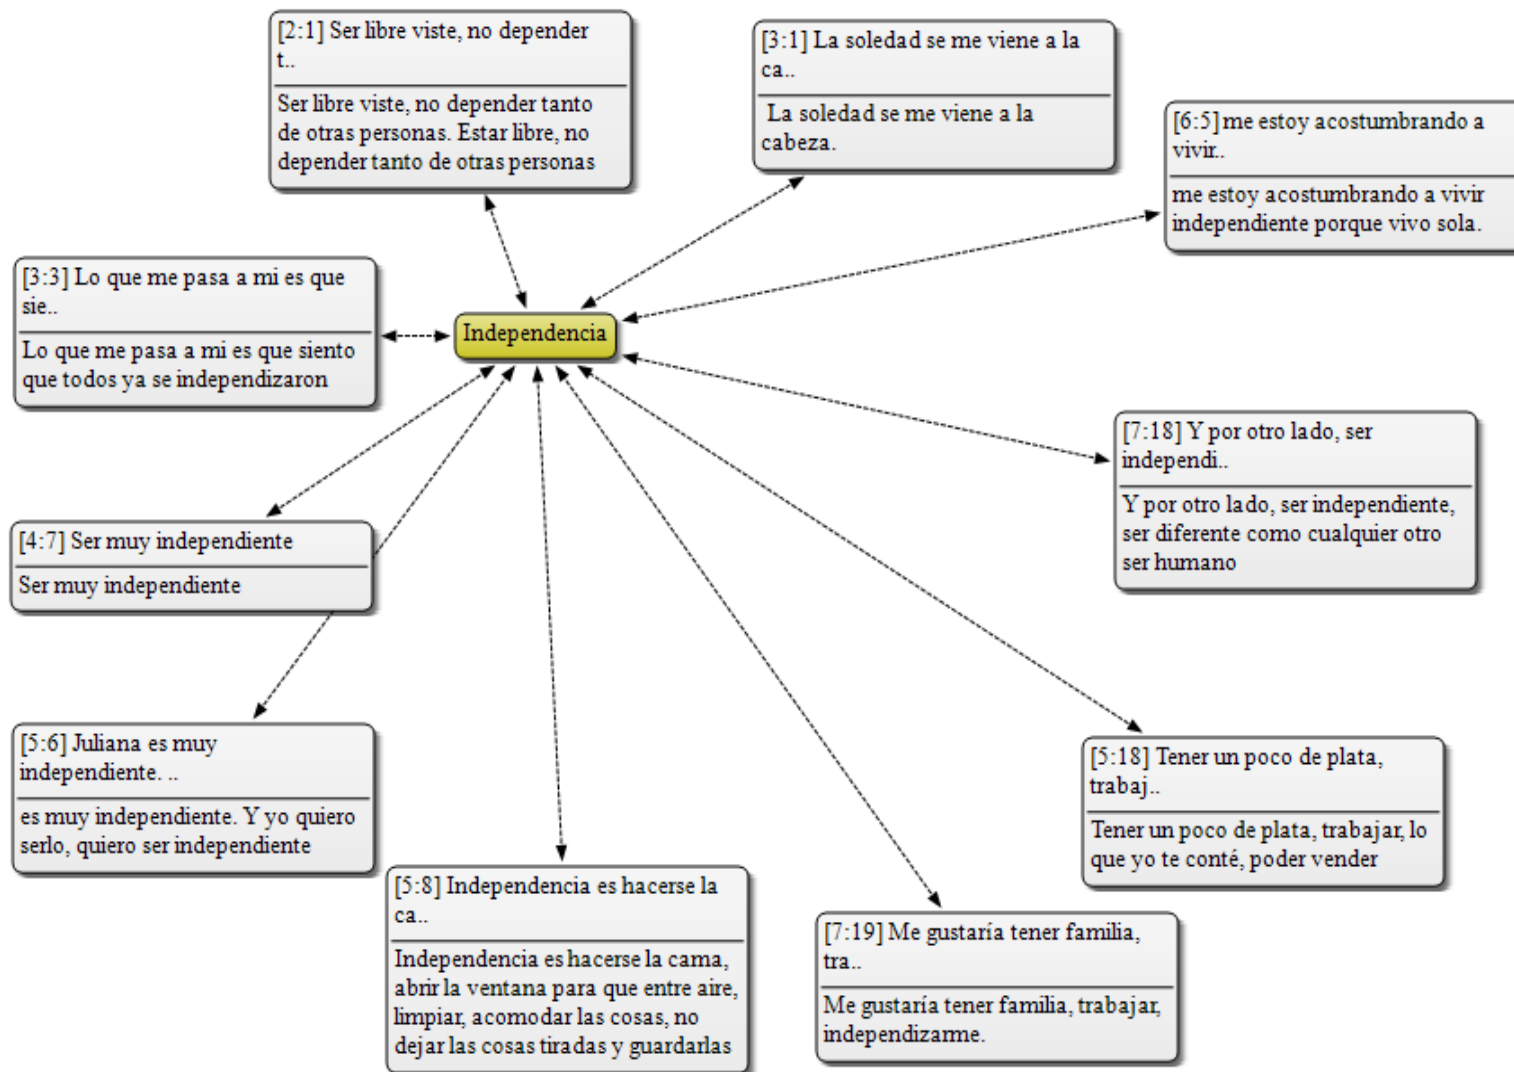 [2:1] Ser libre viste, no depender
t..
Ser libre viste, no depender tanto
de otras personas. Estar libre, no
depender tanto de otras personas
[3:1] La soledad se me viene a la
ca..
La soledad se me viene a la
cabeza.
[6:5] me estoy acostumbrando a
vivir..
me estoy acostumbrando a vivir
independiente porque vivo sola.
[3:3] Lo que me pasa a mi es que
sie..
Lo que me pasa a mi es que siento
que todos ya se independizaron
Independencia
[7:18] Y por otro lado, ser
independi..
Y por otro lado, ser independiente,
ser diferente como cualquier otro
ser humano
[4:7] Ser muy independiente
Ser muy independiente
[5:6] Juliana es muy
independiente. ..
es muy independiente. Y yo quiero
serlo, quiero ser independiente
[5:18] Tener un poco de plata,
trabaj..
Tener un poco de plata, trabajar, lo
que yo te conté, poder vender
[5:8] Independencia es hacerse la
ca..
Independencia es hacerse la cama,
abrir la ventana para que entre aire,
limpiar, acomodar las cosas, no
dejar las cosas tiradas y guardarlas
[7:19] Me gustaría tener familia,
tra..
Me gustaría tener familia, trabajar,
independizarme.